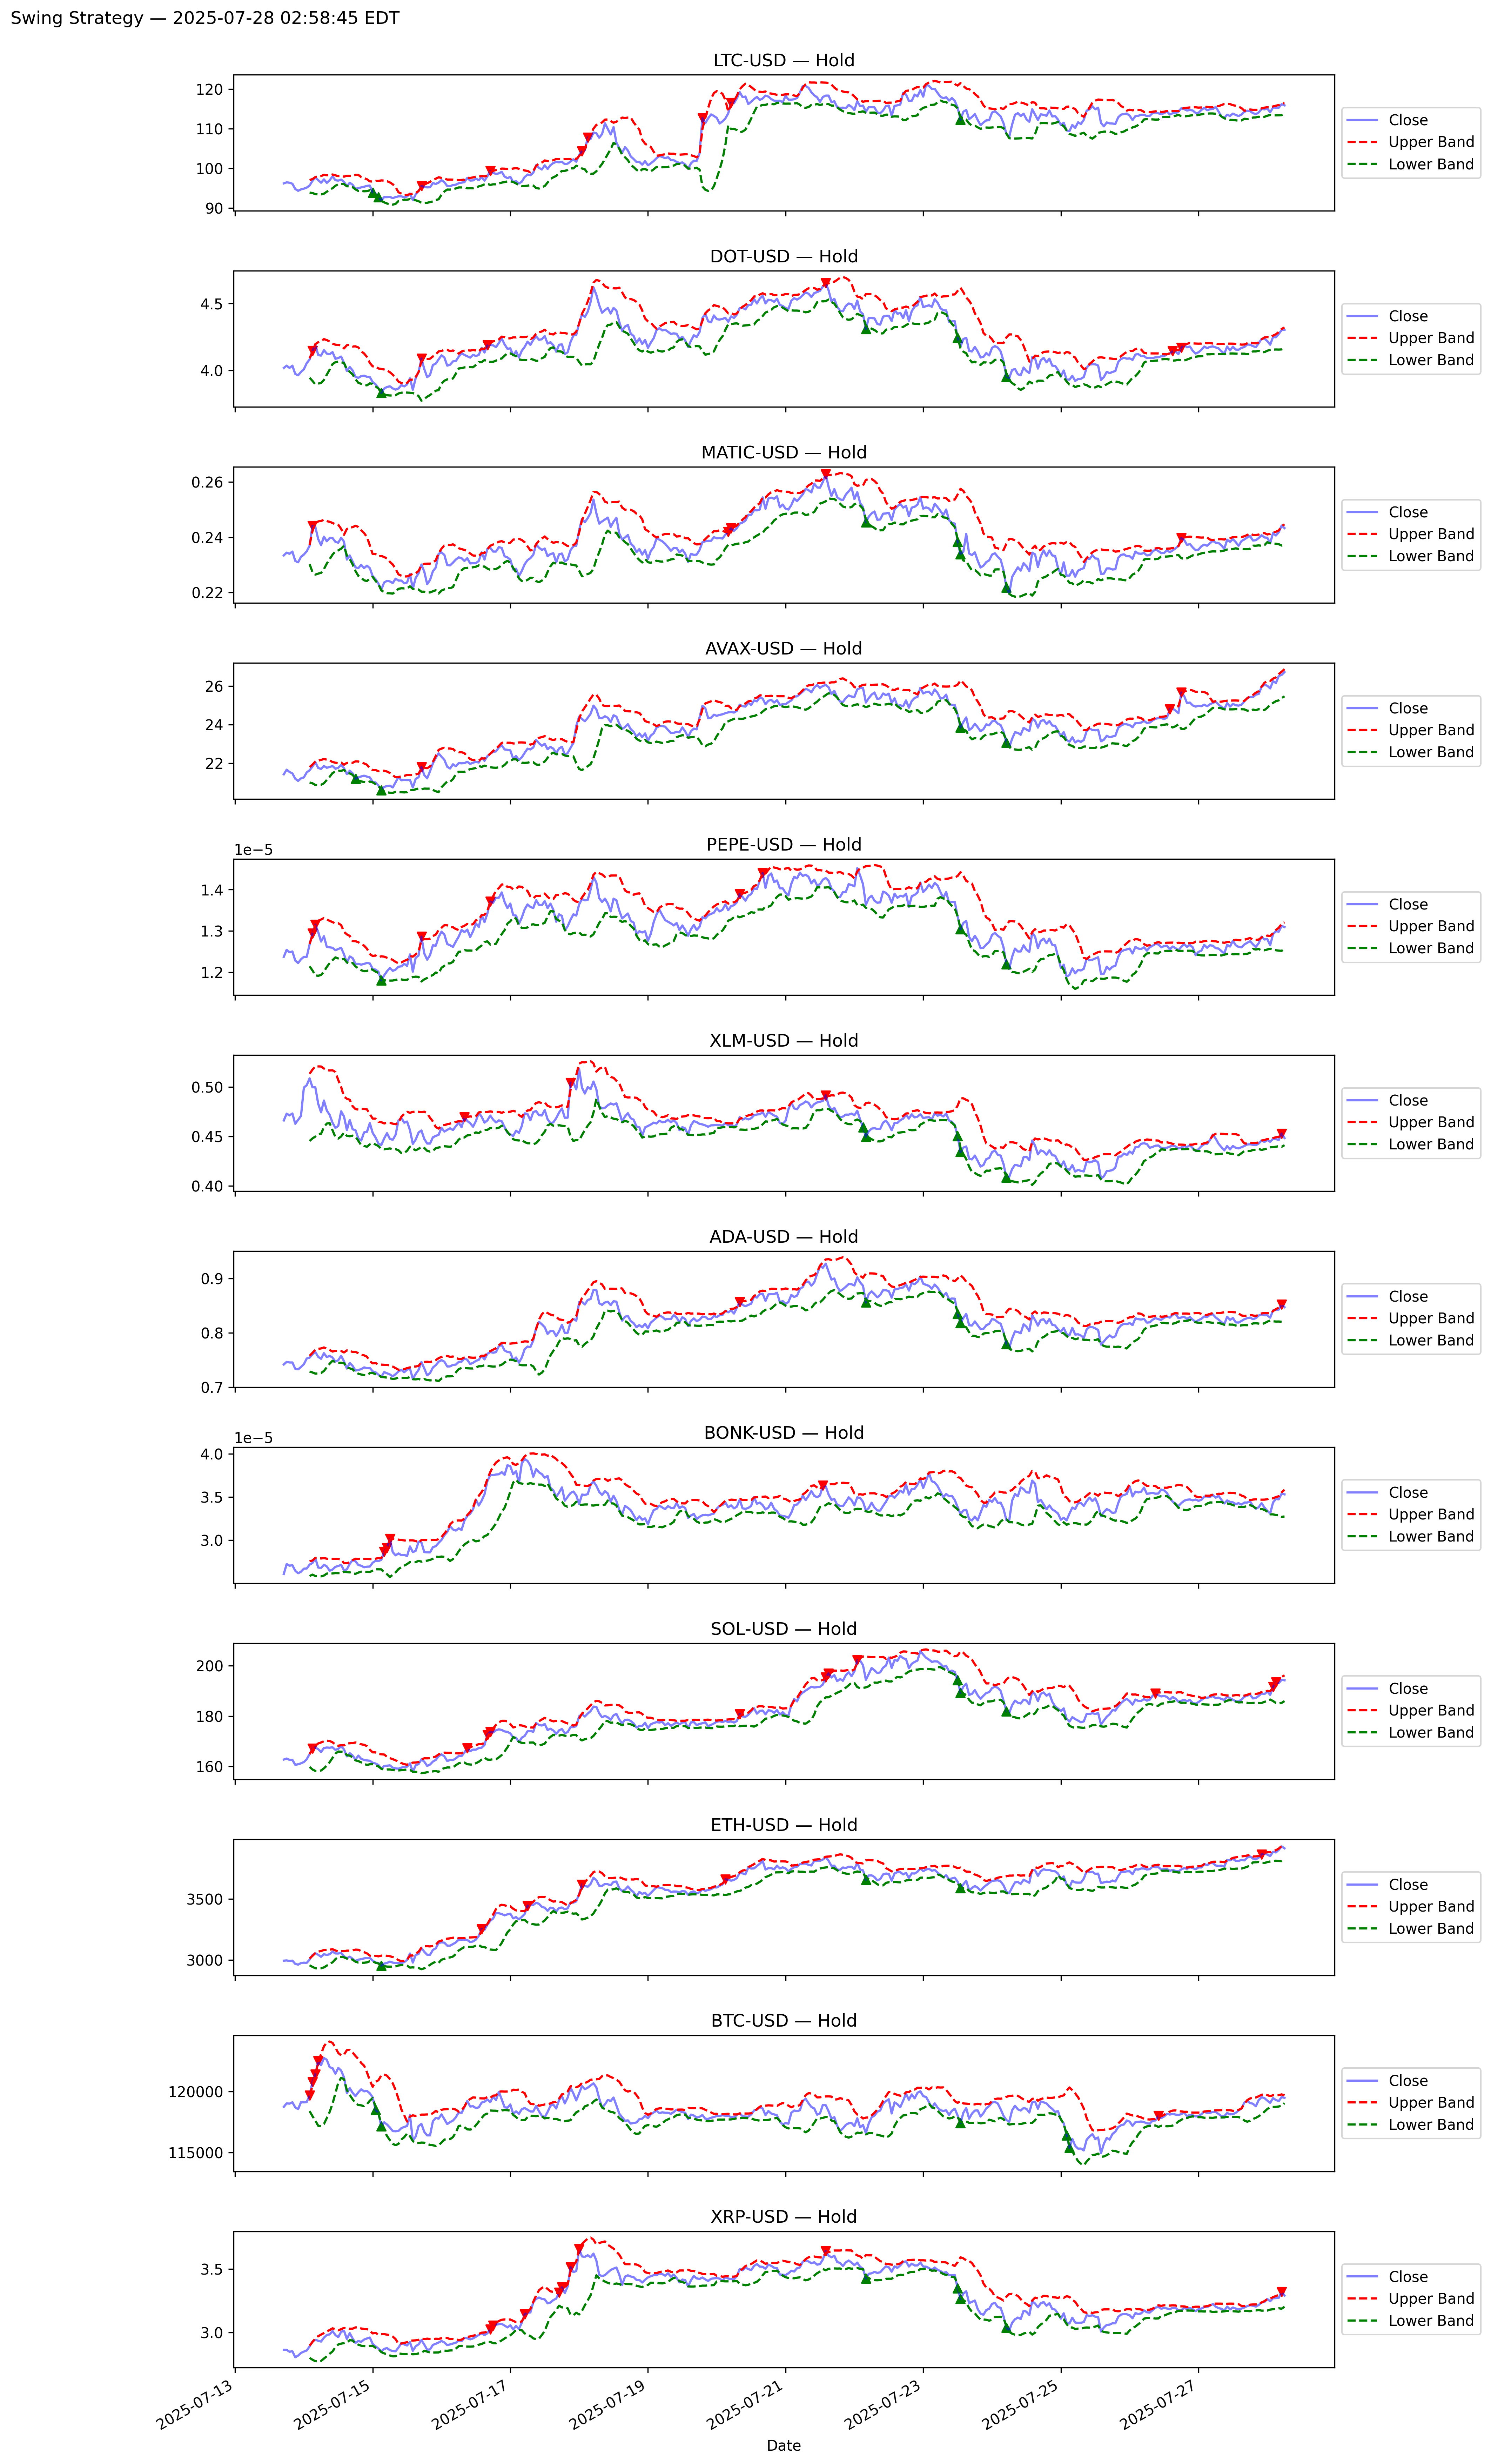 Swing Strategy — 2025-07-28 02:58:45 EDT
LTC-USD — Hold
120
110
100
90
Close
Upper Band
Lower Band
DOT-USD — Hold
4.5
4.0
Close
Upper Band
Lower Band
MATIC-USD — Hold
0.26
0.24
0.22
Close
Upper Band
Lower Band
AVAX-USD — Hold
26
24
22
Close
Upper Band
Lower Band
PEPE-USD — Hold
1e−5
1.4
1.3
1.2
Close
Upper Band
Lower Band
XLM-USD — Hold
0.50
0.45
0.40
Close
Upper Band
Lower Band
ADA-USD — Hold
0.9
0.8
0.7
Close
Upper Band
Lower Band
BONK-USD — Hold
1e−5
4.0
3.5
3.0
Close
Upper Band
Lower Band
SOL-USD — Hold
200
180
160
Close
Upper Band
Lower Band
ETH-USD — Hold
3500
3000
Close
Upper Band
Lower Band
BTC-USD — Hold
120000
115000
Close
Upper Band
Lower Band
XRP-USD — Hold
3.5
3.0
Close
Upper Band
Lower Band
2025-07-13
2025-07-15
2025-07-17
2025-07-19
2025-07-21
2025-07-23
2025-07-25
2025-07-27
Date